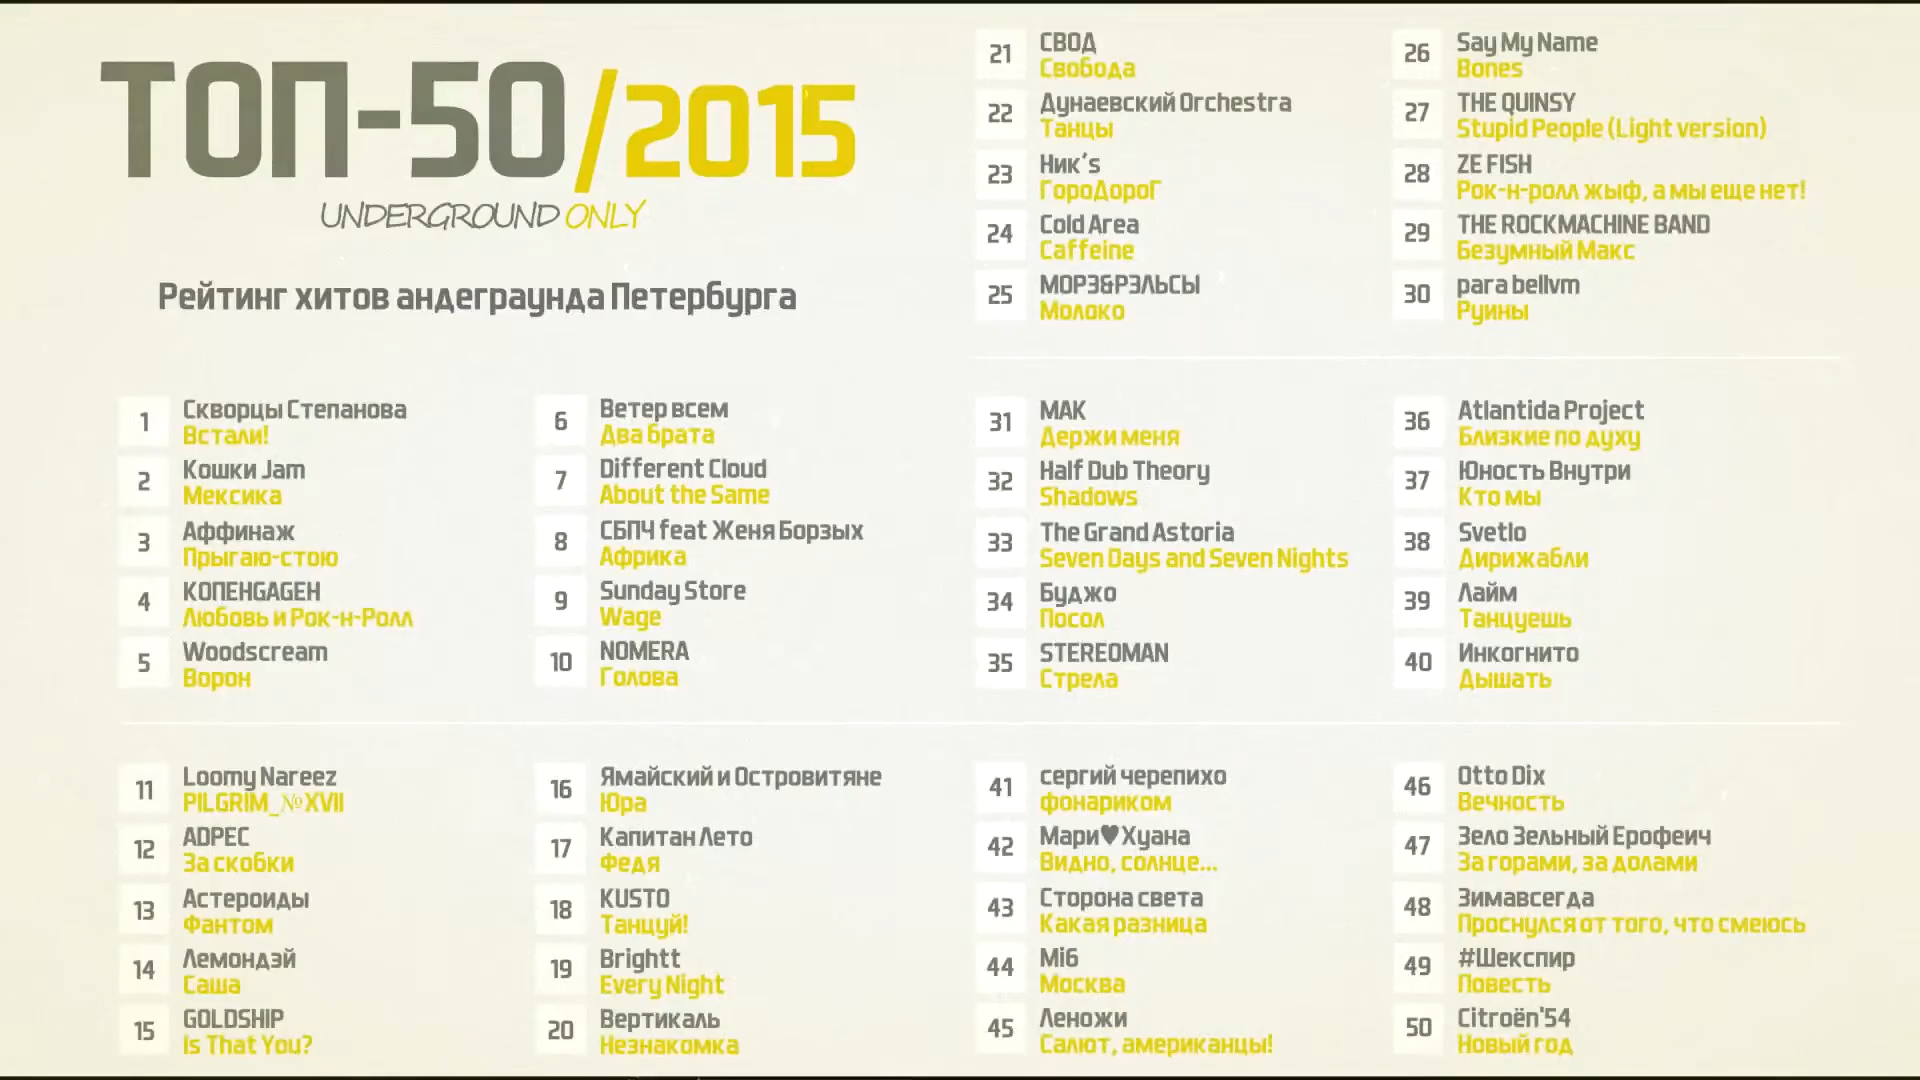 ТОП-50/2015
UNDERGROUND ONLY
Рейтинг хитов андеграунда Петербурга
1
Скворцы Степанова
Встали!
2
Кошки Jam
Мексика
3
Аффинаж
Прыгаю-стою
4
КОПЕНGАGЕН
Любовь и Рок-н-Ролл
5
Woodscream
Ворон
6
Ветер всем
Два брата
7
Different Cloud
About the Same
8
СБПЧ feat Женя Борзых
Африка
9
Sunday Store
Wage
10
NOMERA
Голова
11
Loomy Nareez
PILGRIM_№XVII
12
АDРЕС
За скобки
13
Астероиды
Фантом
14
Лемондэй
Саша
15
GOLDSHIP
Is That You?
16
Ямайский и Островитяне
Юра
17
Капитан Лето
Федя
18
KUSTO
Танцуй!
19
Brightt
Every Night
20
Вертикаль
Незнакомка
21
СВОД
Свобода
22
Дунаевский Orchestra
Танцы
23
Ник's
ГороДороГ
24
Cold Area
Caffeine
25
МОРЭ&РЭЛЬСЫ
Молоко
26
Say My Name
Bones
27
THE QUINSY
Stupid People (Light version)
28
ZE FISH
Рок-н-ролл жыф, а мы еще нет!
29
THE ROCKMACHINE BAND
Безумный Макс
30
para bellvm
Руины
31
МАК
Держи меня
32
Half Dub Theory
Shadows
33
The Grand Astoria
Seven Days and Seven Nights
34
Буджо
Посол
35
STEREOMAN
Стрела
36
Atlantida Project
Близкие по духу
37
Юность Внутри
Кто мы
38
Svetlo
Дирижабли
39
Лайм
Танцуешь
40
Инкогнито
Дышать
41
сергий черепихо
фонариком
42
Мари♥Хуана
Видно, солнце...
43
Сторона света
Какая разница
44
Mi6
Москва
45
Леножи
Салют, американцы!
46
Otto Dix
Вечность
47
Зело Зельный Ерофеич
За горами, за долами
48
Зимавсегда
Проснулся от того, что смеюсь
49
#Шекспир
Повесть
50
Citroën'54
Новый год